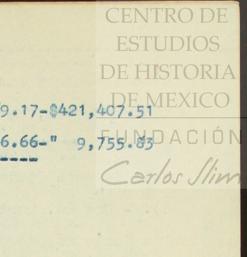 CENTRO DE
ESTUDIOS
DE HISTORIA
DE MEXICO
9.17-$421,407.51
6.66-" 9,755.83
FUNDACIÓN
Carlos Slim